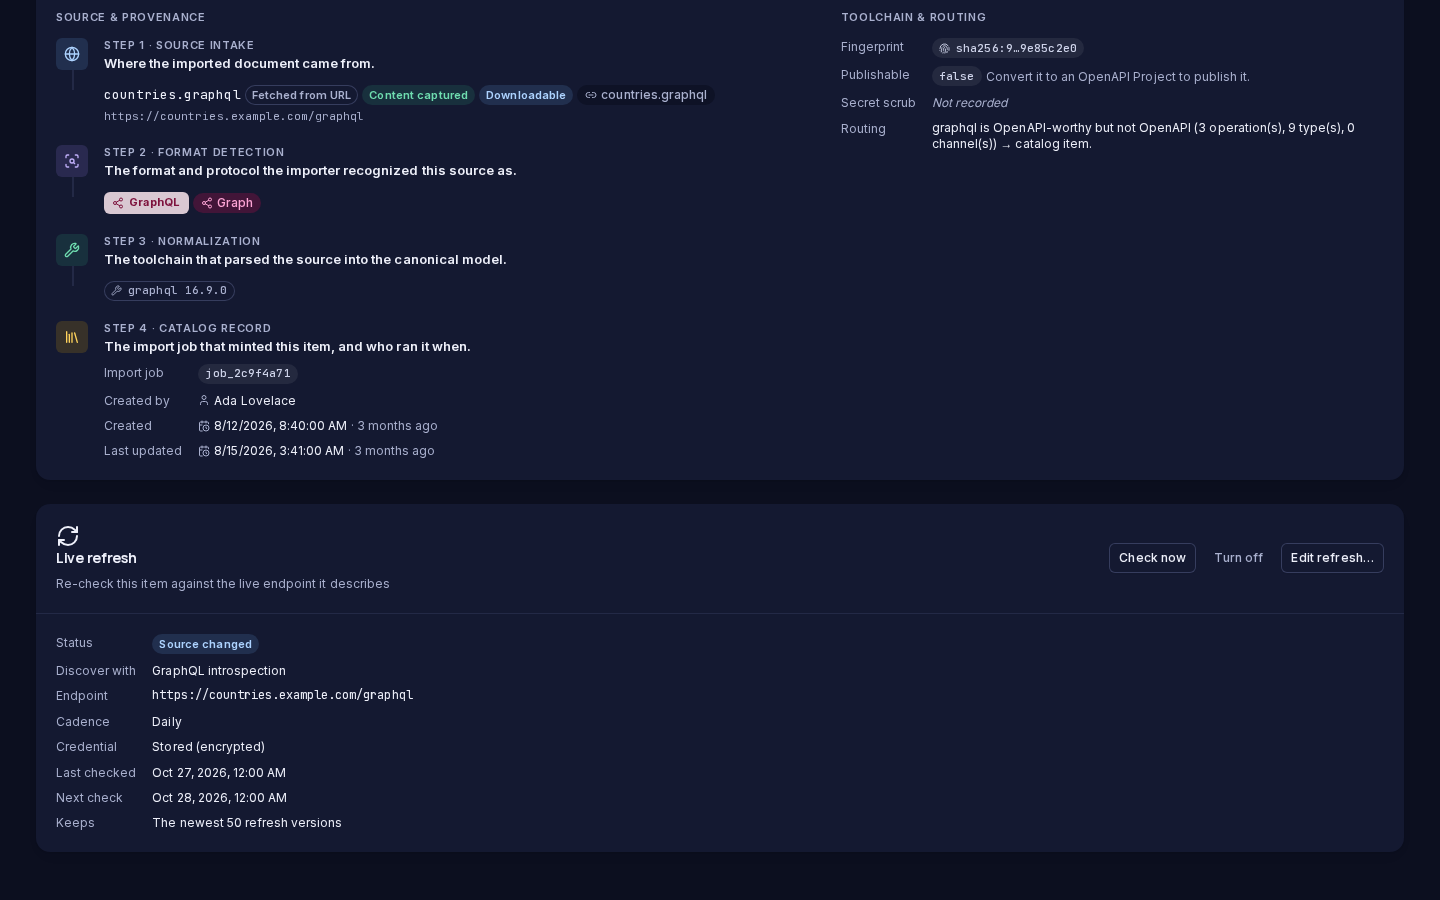 SOURCE & PROVENANCE
STEP 1 · SOURCE INTAKE
Where the imported document came from.
countries.graphql Fetched from URL Content captured Downloadable countries.graphql
https://countries.example.com/graphql
STEP 2 · FORMAT DETECTION
The format and protocol the importer recognized this source as.
GraphQL Graph
STEP 3 · NORMALIZATION
The toolchain that parsed the source into the canonical model.
graphql 16.9.0
STEP 4 · CATALOG RECORD
The import job that minted this item, and who ran it when.
Import job job_2c9f4a71
Created by Ada Lovelace
Created 8/12/2026, 8:40:00 AM · 3 months ago
Last updated 8/15/2026, 3:41:00 AM · 3 months ago
TOOLCHAIN & ROUTING
Fingerprint sha256:9…9e85c2e0
Publishable false Convert it to an OpenAPI Project to publish it.
Secret scrub Not recorded
Routing graphql is OpenAPI-worthy but not OpenAPI (3 operation(s), 9 type(s), 0
channel(s)) → catalog item.
Live refresh
Re-check this item against the live endpoint it describes
Check now Turn off Edit refresh…
Status Source changed
Discover with GraphQL introspection
Endpoint https://countries.example.com/graphql
Cadence Daily
Credential Stored (encrypted)
Last checked Oct 27, 2026, 12:00 AM
Next check Oct 28, 2026, 12:00 AM
Keeps The newest 50 refresh versions